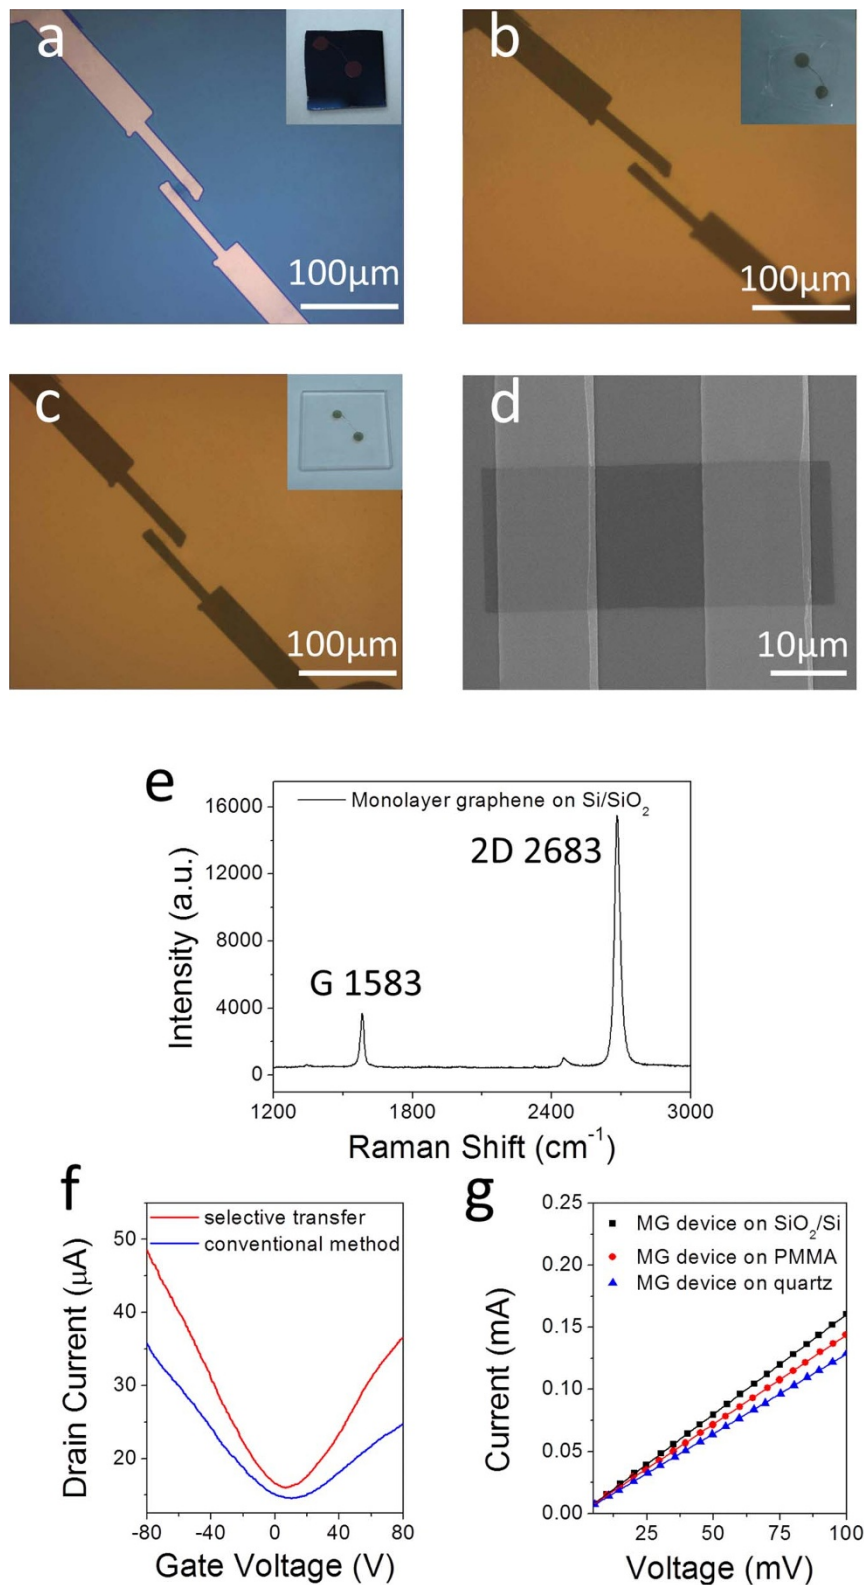 a
100μm
b
100μm
c
100μm
d
10μm
e
Monolayer graphene on Si/SiO₂
2D 2683
G 1583
Intensity (a.u.)
16000
12000
8000
4000
0
1200
1800
2400
3000
Raman Shift (cm⁻¹)
f
selective transfer
conventional method
Drain Current (μA)
50
40
30
20
-80
-40
0
40
80
Gate Voltage (V)
g
MG device on SiO₂/Si
MG device on PMMA
MG device on quartz
Current (mA)
0.25
0.20
0.15
0.10
0.05
0.00
25
50
75
100
Voltage (mV)